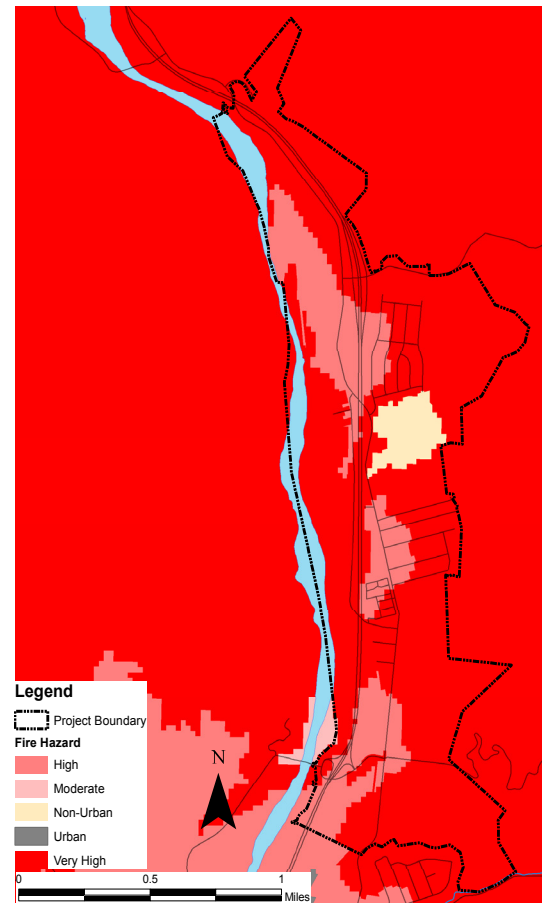 Legend
Project Boundary
Fire Hazard
High
Moderate
Non-Urban
Urban
Very High
N
0 0.5 1
Miles